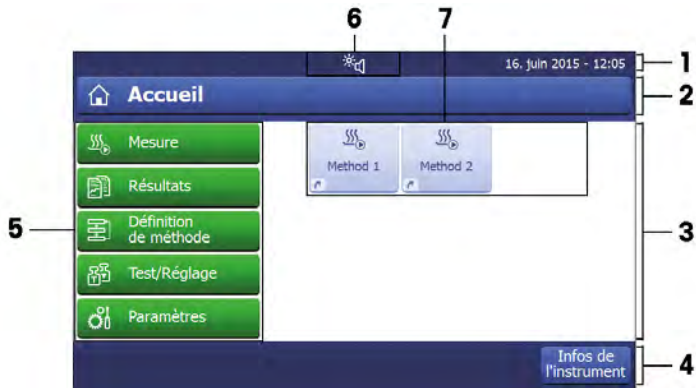 6
7
16. juin 2015 - 12:05
1
Accueil
2
Mesure
Method 1
Method 2
Résultats
Définition
de méthode
5
3
Test/Réglage
Paramètres
Infos de
l'instrument
4